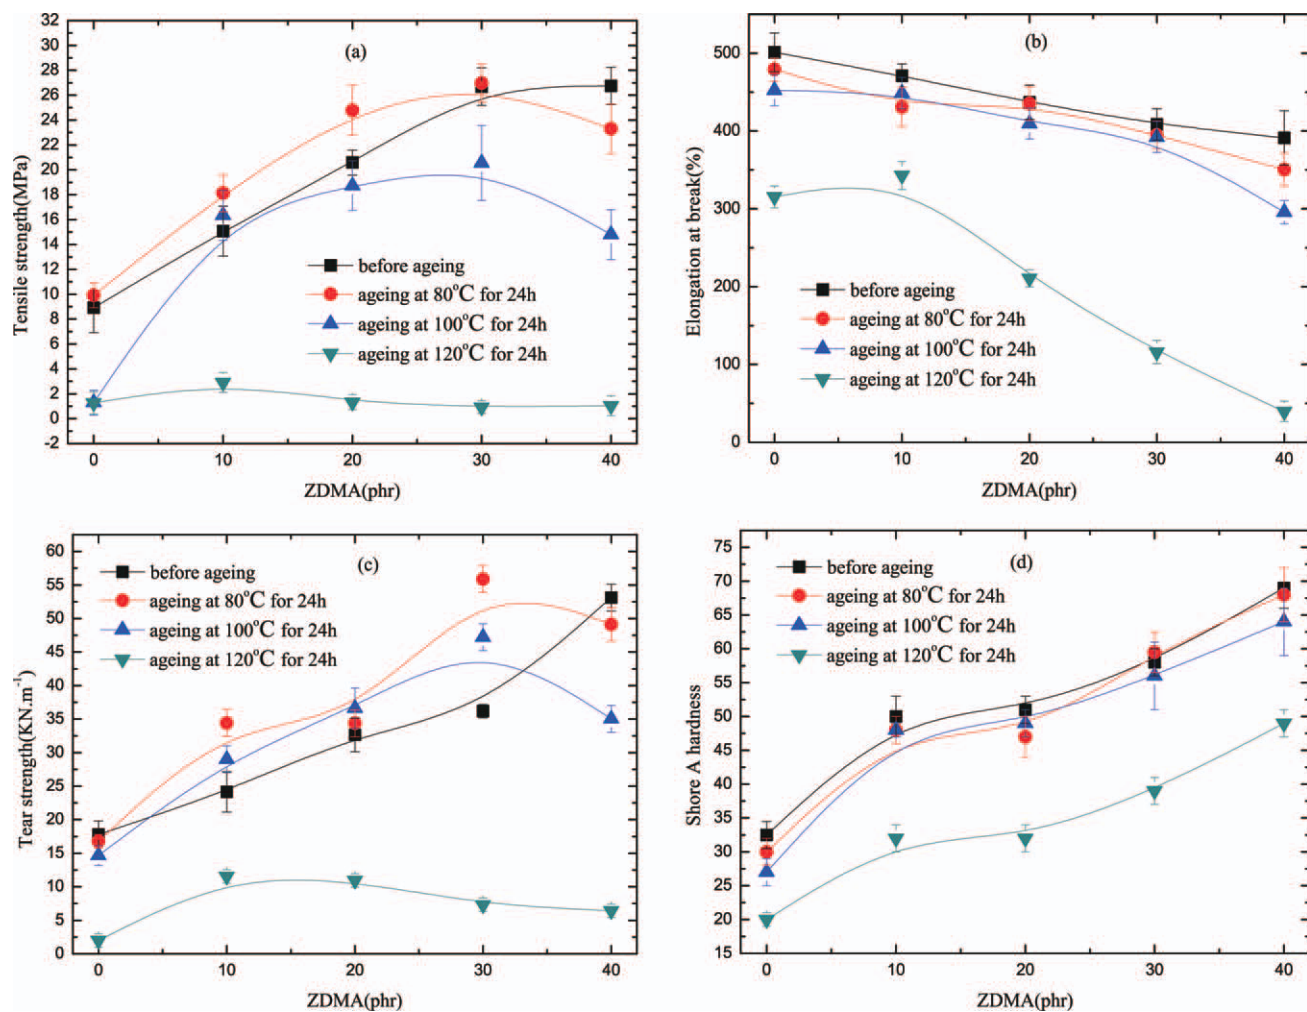 (a)
Tensile strength(MPa)
32
30
28
26
24
22
20
18
16
14
12
10
8
6
4
2
0
-2
before ageing
ageing at 80°C for 24h
ageing at 100°C for 24h
ageing at 120°C for 24h
0 10 20 30 40
ZDMA(phr)
(b)
Elongation at break(%)
500
400
300
200
100
0
before ageing
ageing at 80°C for 24h
ageing at 100°C for 24h
ageing at 120°C for 24h
0 10 20 30 40
ZDMA(phr)
(c)
Tear strength(KN.m⁻¹)
60
55
50
45
40
35
30
25
20
15
10
5
0
before ageing
ageing at 80°C for 24h
ageing at 100°C for 24h
ageing at 120°C for 24h
0 10 20 30 40
ZDMA(phr)
(d)
Shore A hardness
75
70
65
60
55
50
45
40
35
30
25
20
15
before ageing
ageing at 80°C for 24h
ageing at 100°C for 24h
ageing at 120°C for 24h
0 10 20 30 40
ZDMA(phr)